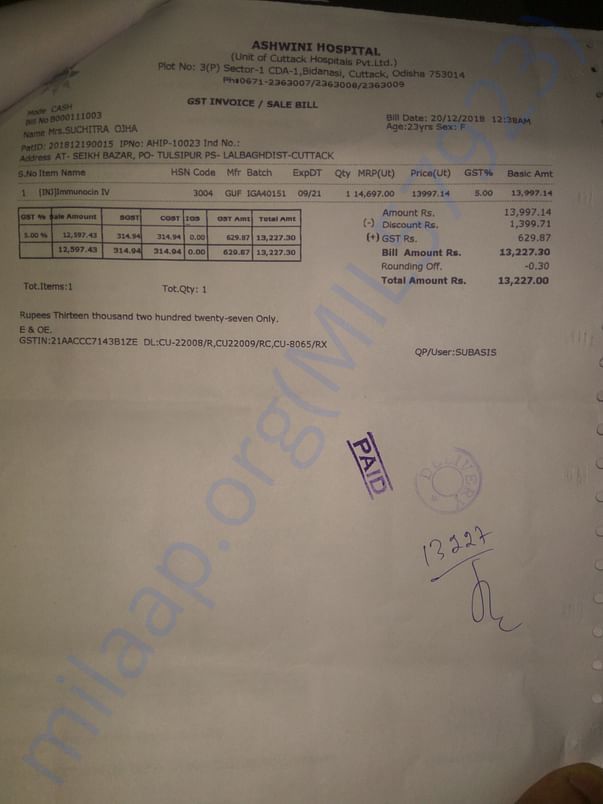 ASHWINI HOSPITAL
(Unit of Cuttack Hospitals Pvt.Ltd.)
Plot No: 3(P) Sector-1 CDA-1,Bidanasi, Cuttack, Odisha 753014
Ph#0671-2363007/2363008/2363009
GST INVOICE / SALE BILL
Mode CASH
Bill No B000111003
Bill Date: 20/12/2018 12:38AM
Name Mrs.SUCHITRA OJHA
Age:23yrs Sex: F
PatID: 201812190015 IPNo: AHIP-10023 Ind No.:
Address AT- SEIKH BAZAR, PO- TULSIPUR PS- LALBAGHDIST-CUTTACK
S.No Item Name HSN Code Mfr Batch ExpDT Qty MRP(Ut) Price(Ut) GST% Basic Amt
1 [INJ]Immunocin IV 3004 GUF IGA40151 09/21 1 14,697.00 13997.14 5.00 13,997.14
GST % Sale Amount SGST CGST IGS GST Amt Total Amt
5.00 % 12,597.43 314.94 314.94 0.00 629.87 13,227.30
12,597.43 314.94 314.94 0.00 629.87 13,227.30
Amount Rs. 13,997.14
(-) Discount Rs. 1,399.71
(+) GST Rs. 629.87
Bill Amount Rs. 13,227.30
Rounding Off. -0.30
Total Amount Rs. 13,227.00
Tot.Items:1 Tot.Qty: 1
Rupees Thirteen thousand two hundred twenty-seven Only.
E & OE.
GSTIN:21AACCC7143B1ZE DL:CU-22008/R,CU22009/RC,CU-8065/RX
QP/User:SUBASIS
PAID
DELIVERY
13227
milaap.org(MIL179232)